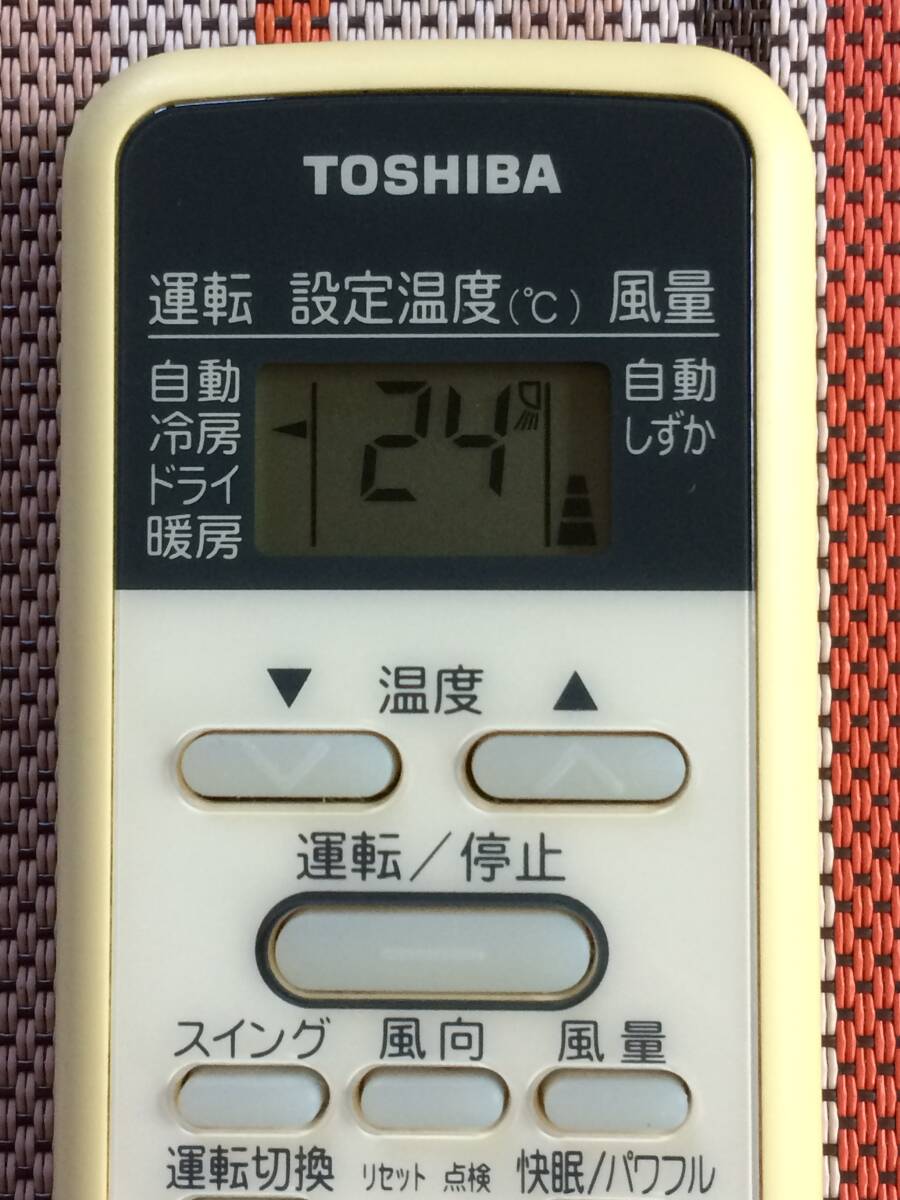 TOSHIBA
運転 設定温度(℃) 風量
自動 24 自動
冷房 しずか
ドライ
暖房
▼ 温度 ▲
運転/停止
スイング 風向 風量
運転切換 リセット 点検 快眠/パワフル